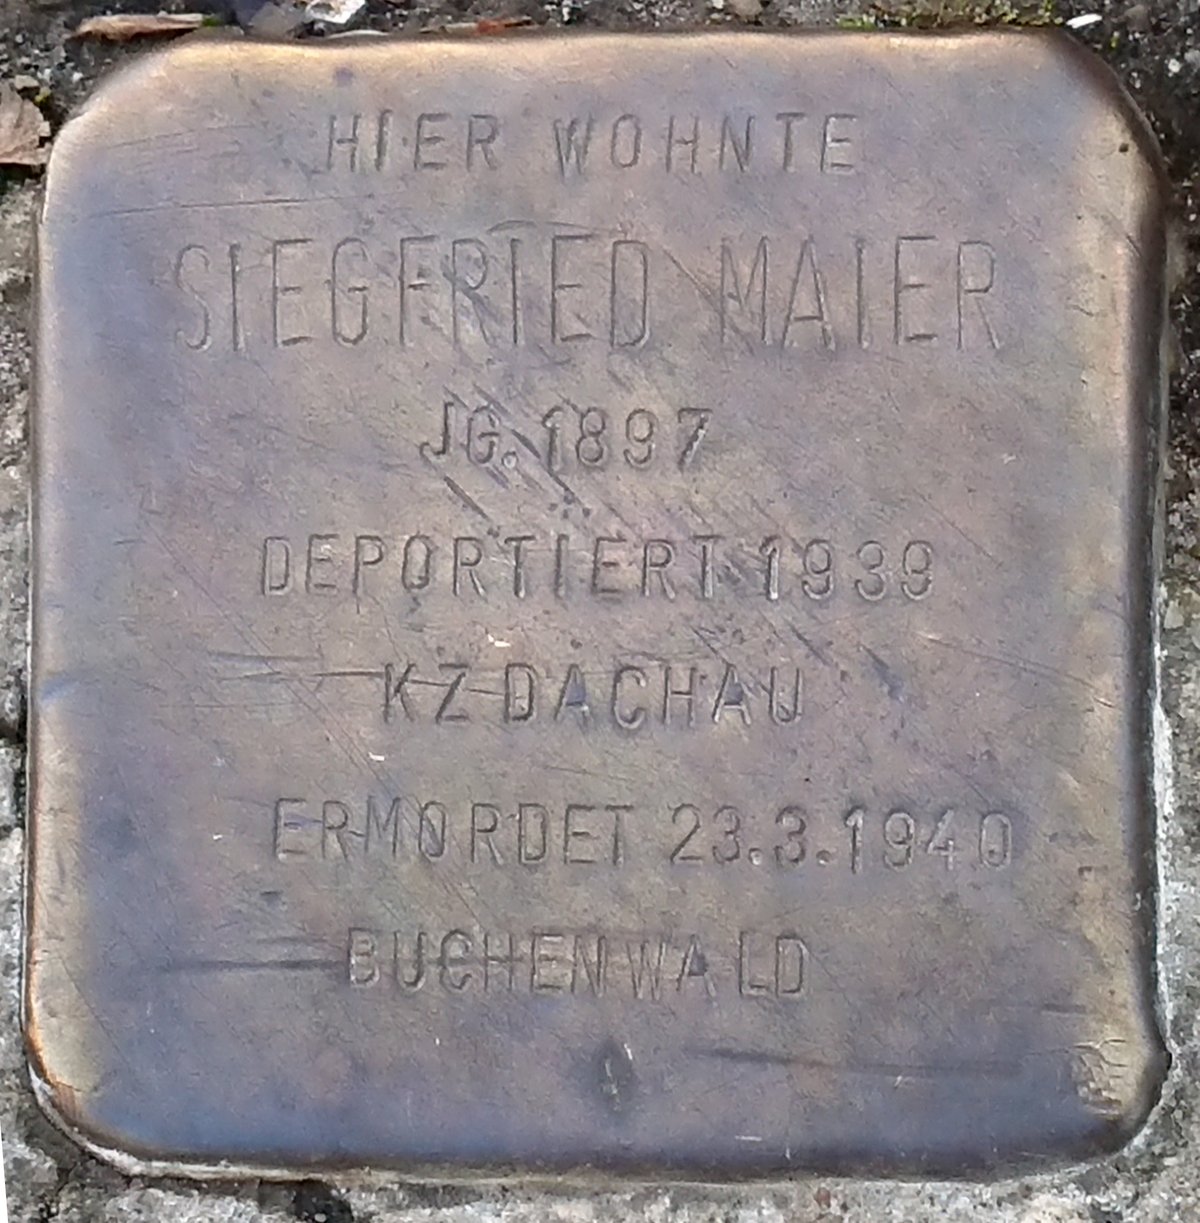 HIER WOHNTE
SIEGFRIED MAIER
JG. 1897
DEPORTIERT 1939
KZ DACHAU
ERMORDET 23.3.1940
BUCHENWALD